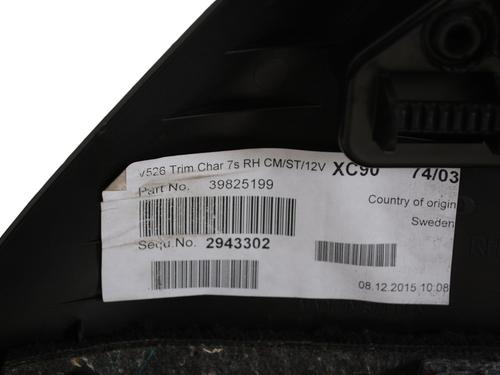 V526 Trim Char 7s RH CM/ST/12V XC90 74/03
Part No. 39825199
Country of origin
Sweden
Sequ.No. 2943302
08.12.2015 10:08